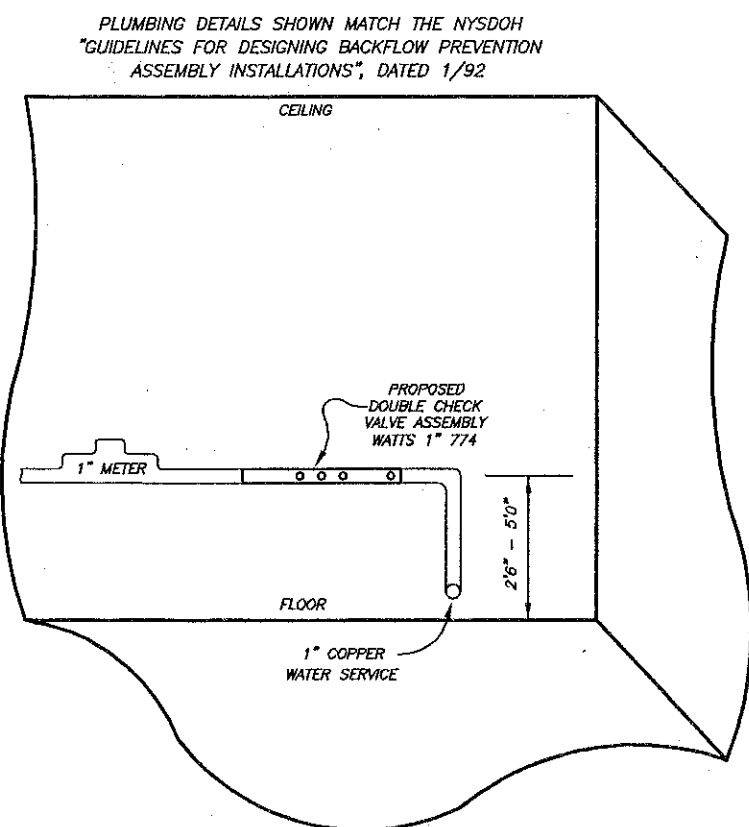 PLUMBING DETAILS SHOWN MATCH THE NYSDOH
"GUIDELINES FOR DESIGNING BACKFLOW PREVENTION
ASSEMBLY INSTALLATIONS", DATED 1/92
CEILING
PROPOSED
DOUBLE CHECK
VALVE ASSEMBLY
WATTS 1" 774
1" METER
2'6" - 5'0"
FLOOR
1" COPPER
WATER SERVICE